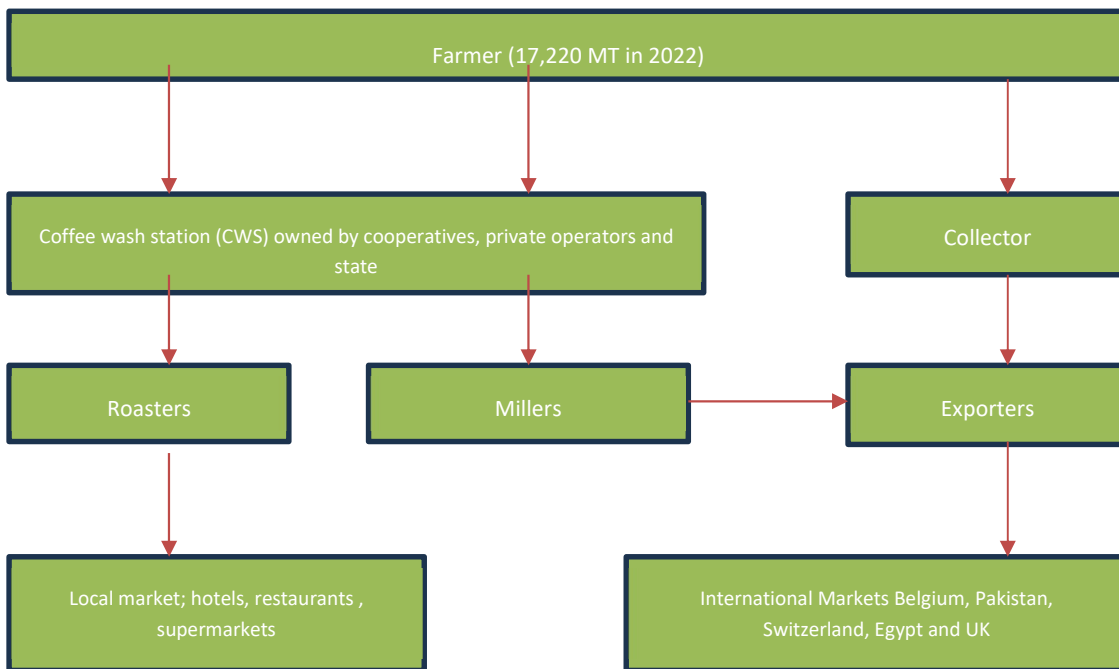 Farmer (17,220 MT in 2022)
Coffee wash station (CWS) owned by cooperatives, private operators and
state
Collector
Roasters
Millers
Exporters
Local market; hotels, restaurants ,
supermarkets
International Markets Belgium, Pakistan,
Switzerland, Egypt and UK